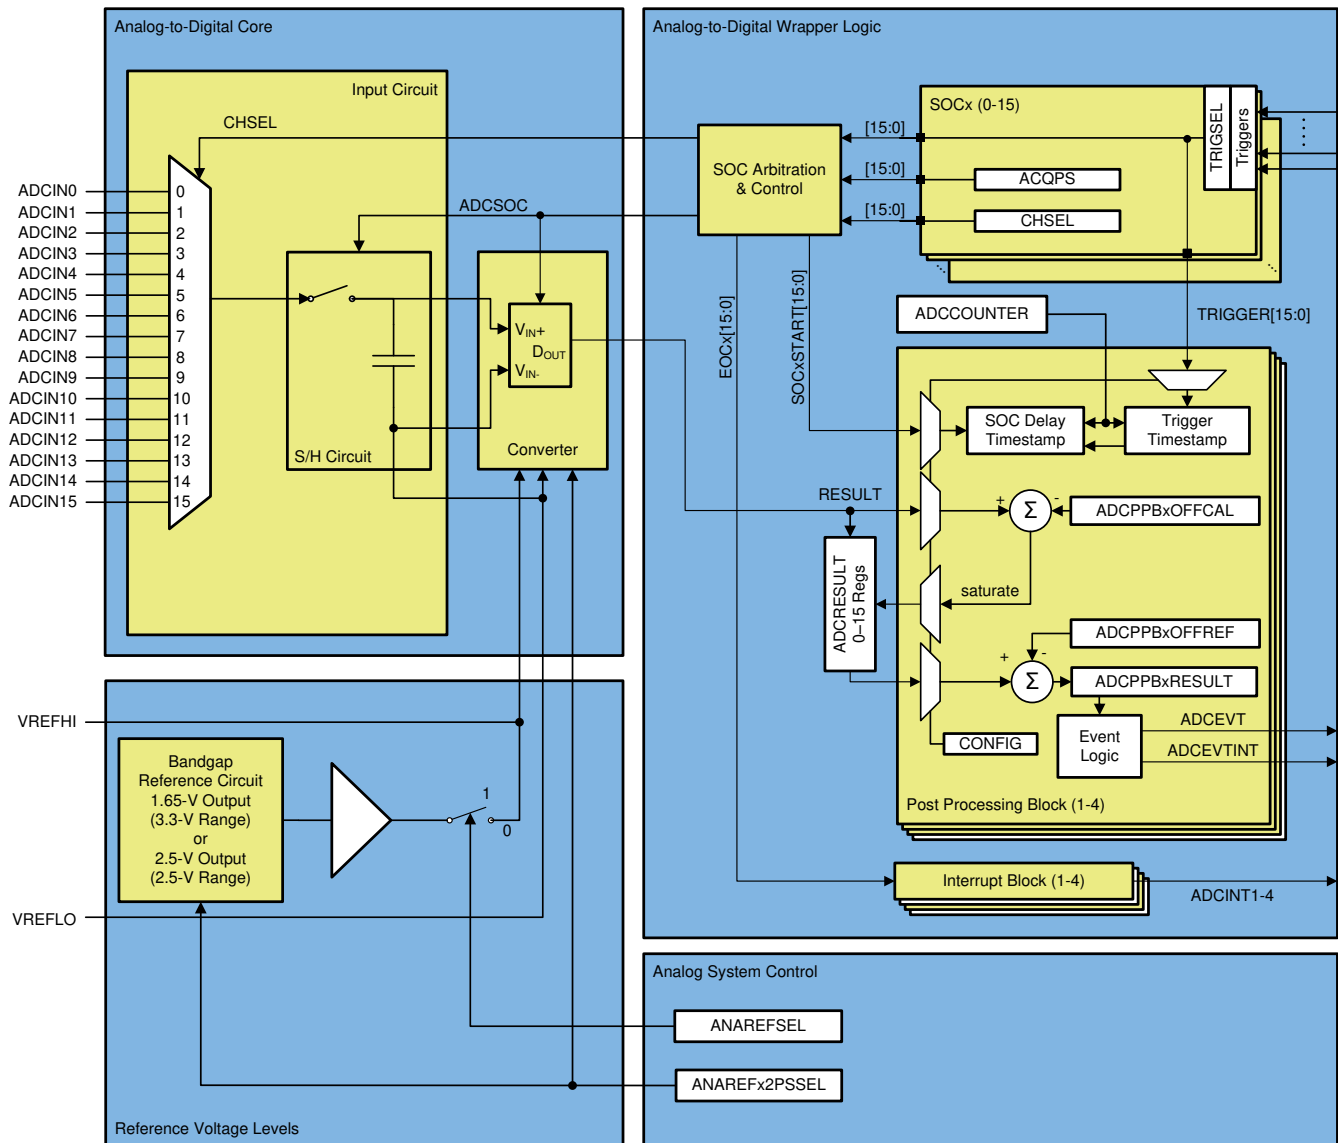 Analog-to-Digital Core
Input Circuit
CHSEL
ADCIN0
ADCIN1
ADCIN2
ADCIN3
ADCIN4
ADCIN5
ADCIN6
ADCIN7
ADCIN8
ADCIN9
ADCIN10
ADCIN11
ADCIN12
ADCIN13
ADCIN14
ADCIN15
0
1
2
3
4
5
6
7
8
9
10
11
12
13
14
15
ADCSOC
S/H Circuit
VIN+
DOUT
VIN-
Converter
Analog-to-Digital Wrapper Logic
SOC Arbitration
& Control
[15:0]
[15:0]
[15:0]
SOCx (0-15)
ACQPS
CHSEL
TRIGSEL
Triggers
EOCx[15:0]
SOCxSTART[15:0]
ADCCOUNTER
TRIGGER[15:0]
SOC Delay
Timestamp
Trigger
Timestamp
RESULT
+
Σ
-
ADCPPBxOFFCAL
ADCRESULT
0–15 Regs
saturate
ADCPPBxOFFREF
+
-
Σ
ADCPPBxRESULT
CONFIG
Event
Logic
ADCEVT
ADCEVTINT
Post Processing Block (1-4)
Interrupt Block (1-4)
ADCINT1-4
VREFHI
Bandgap
Reference Circuit
1.65-V Output
(3.3-V Range)
or
2.5-V Output
(2.5-V Range)
1
0
VREFLO
Reference Voltage Levels
Analog System Control
ANAREFSEL
ANAREFx2PSSEL